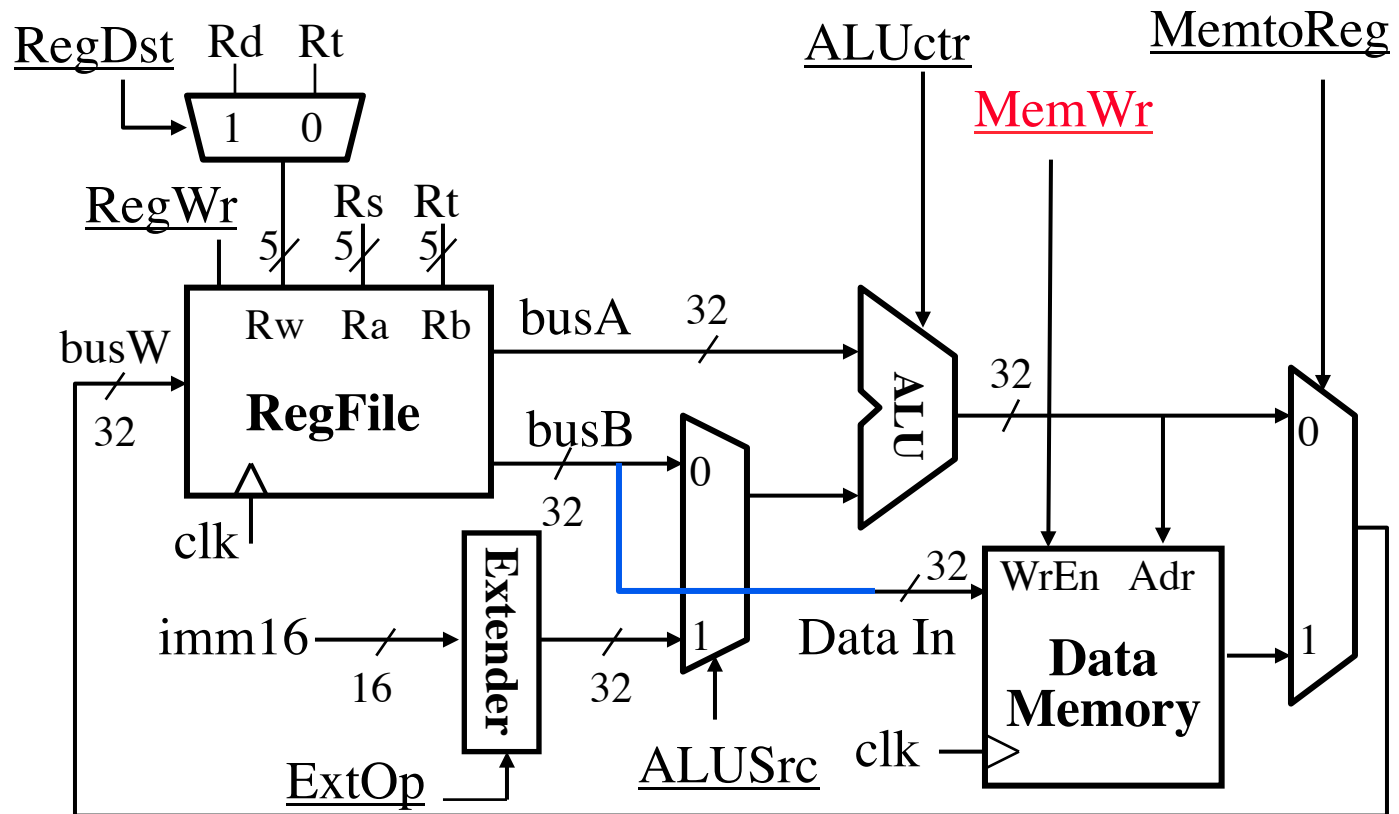 RegDst Rd Rt
ALUctr
MemtoReg
MemWr
1 0
RegWr
Rs Rt
5 5 5
Rw Ra Rb
busW
32
RegFile
clk
busA 32
busB
32
0
1
ALU
32
0
1
imm16
16
Extender
32
ExtOp
ALUSrc
32
Data In
WrEn Adr
Data
Memory
clk